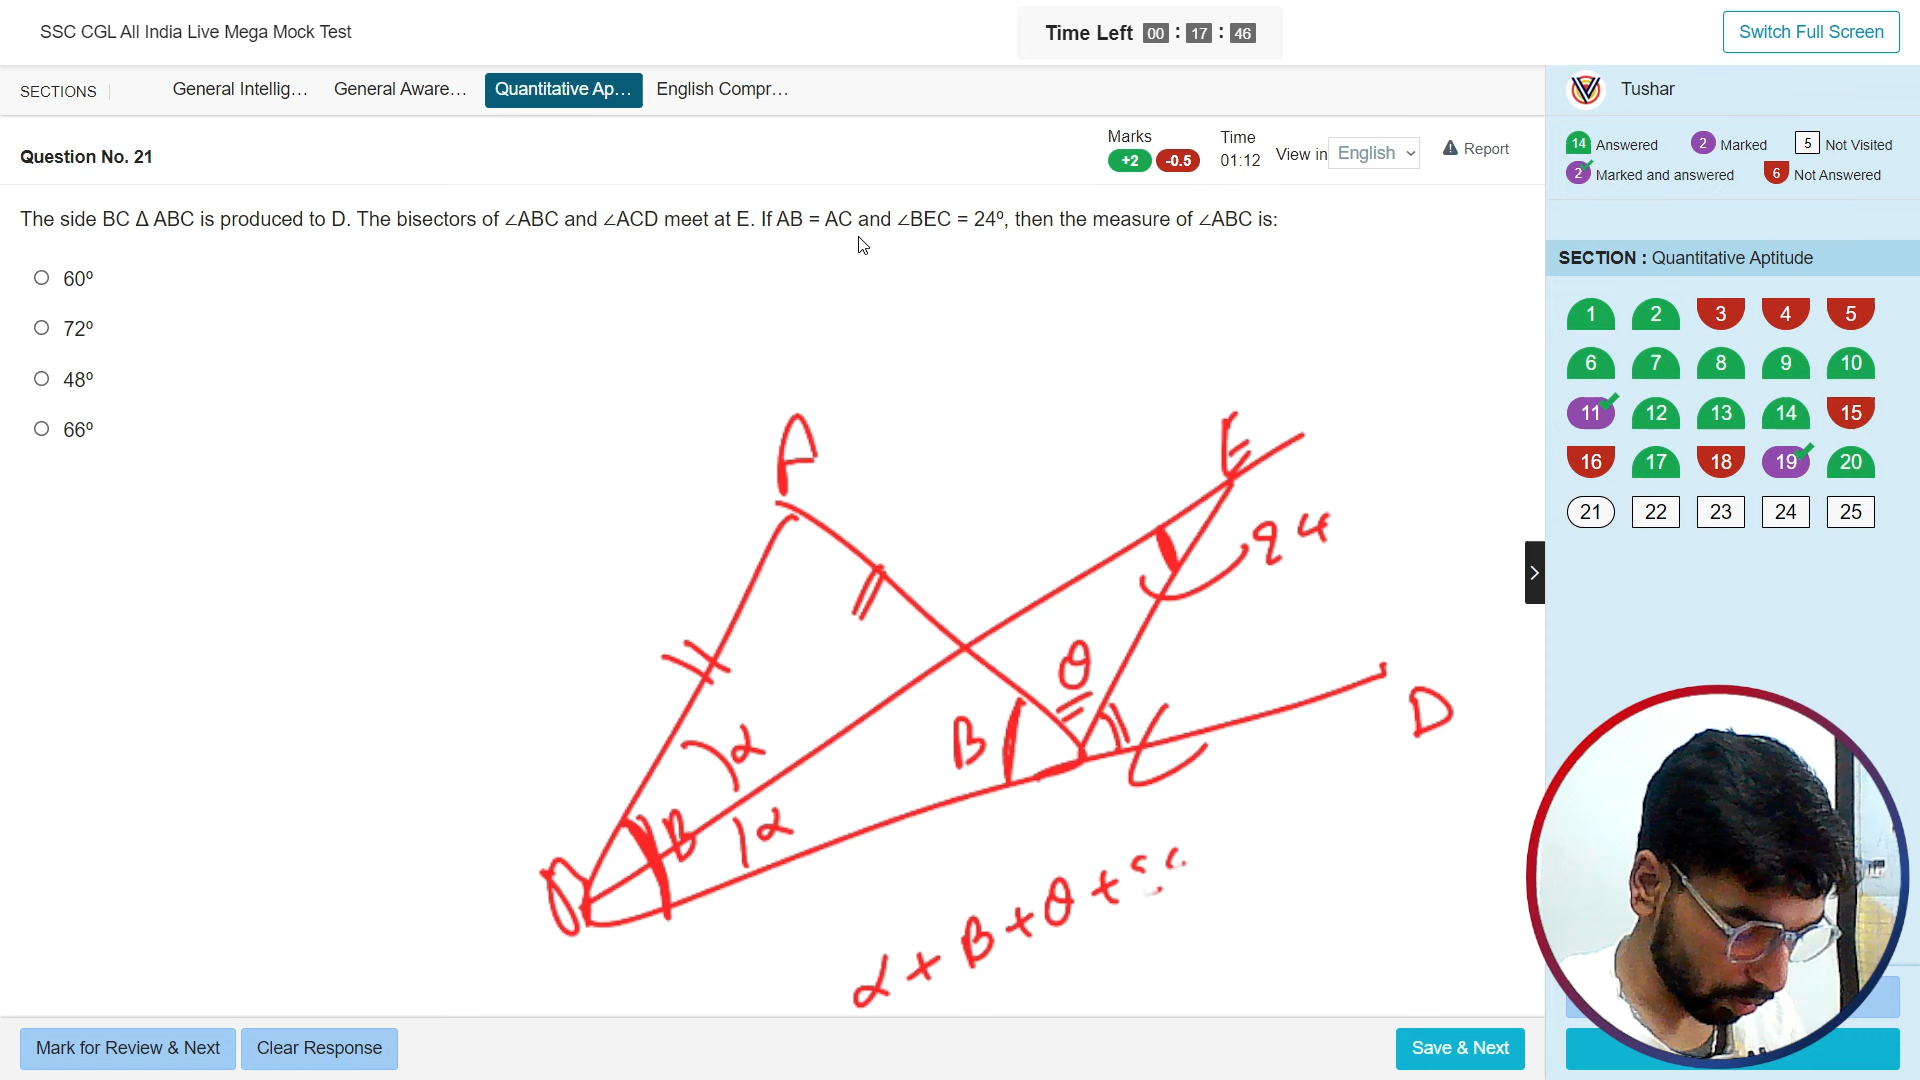 SSC CGL All India Live Mega Mock Test
Time Left 00 : 17 : 46
Switch Full Screen
SECTIONS
General Intellig...
General Aware...
Quantitative Ap...
English Compr...
Tushar
Question No. 21
Marks
+2 -0.5
Time
01:12
View in English
Report
14 Answered
2 Marked
5 Not Visited
2 Marked and answered
6 Not Answered
The side BC Δ ABC is produced to D. The bisectors of ∠ABC and ∠ACD meet at E. If AB = AC and ∠BEC = 24º, then the measure of ∠ABC is:
60º
72º
48º
66º
SECTION : Quantitative Aptitude
1 2 3 4 5
6 7 8 9 10
11 12 13 14 15
16 17 18 19 20
21 22 23 24 25
A
E
24
θ
D
B
C
α
B
α
B
α + B + θ +
Mark for Review & Next
Clear Response
Save & Next